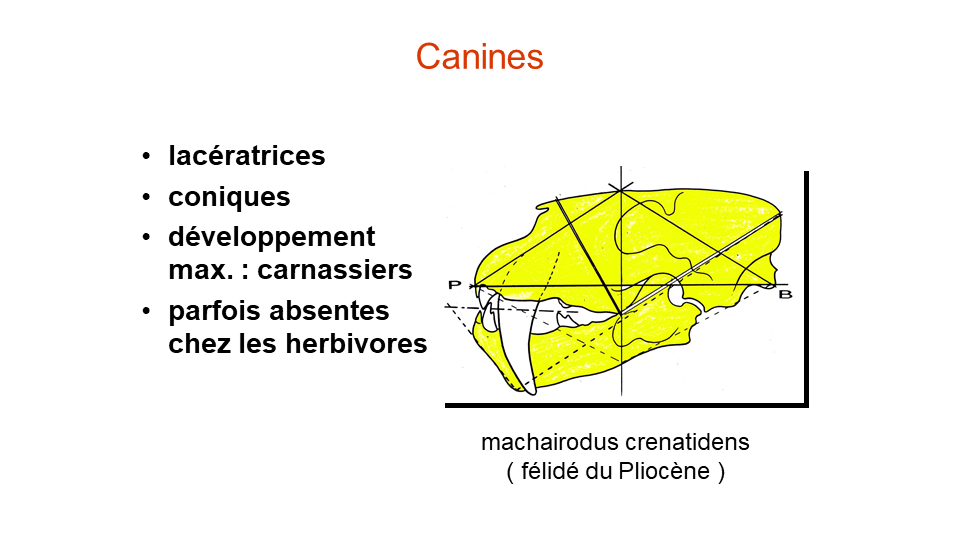 Canines
• lacératrices
• coniques
• développement
max. : carnassiers
• parfois absentes
chez les herbivores
P
B
machairodus crenatidens
( félidé du Pliocène )